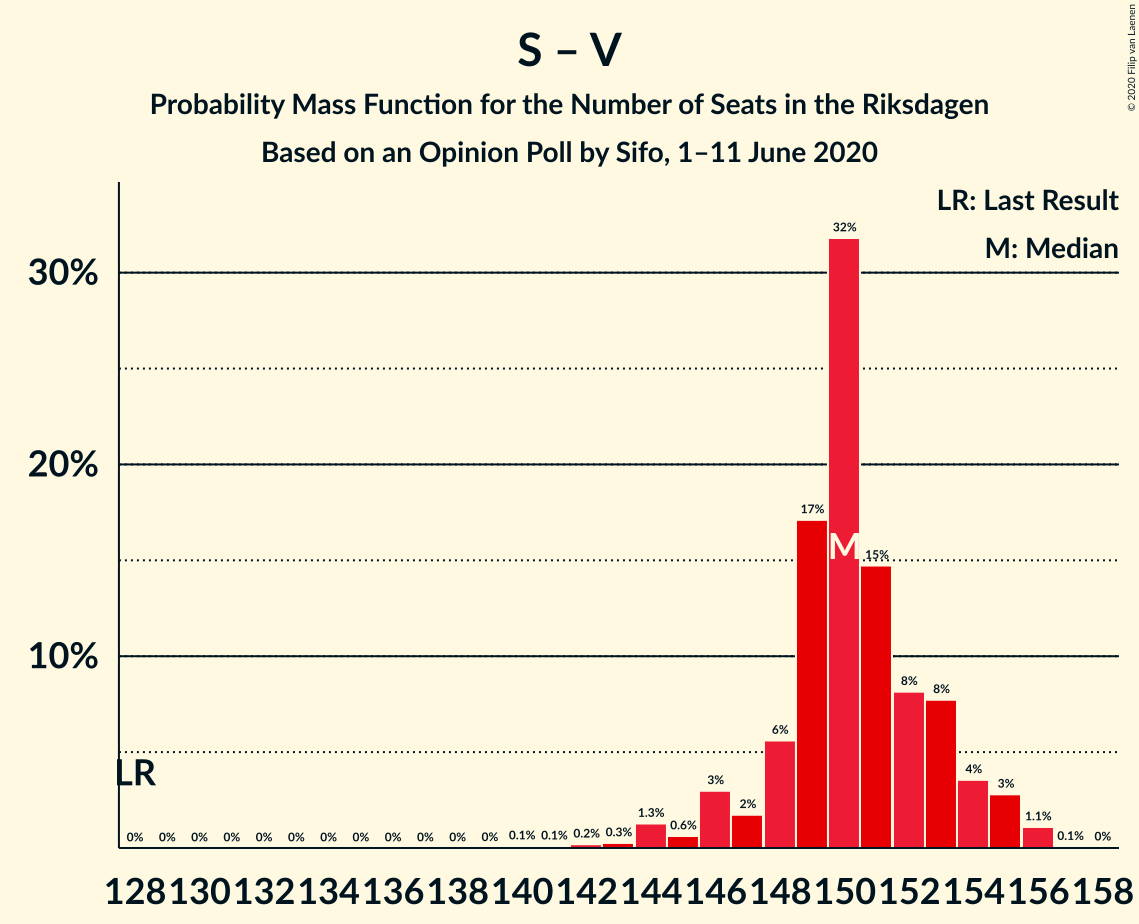 S – V
Probability Mass Function for the Number of Seats in the Riksdagen
Based on an Opinion Poll by Sifo, 1–11 June 2020
© 2020 Filip van Laenen
LR: Last Result
M: Median
30%
20%
10%
LR
M
0% 0% 0% 0% 0% 0% 0% 0% 0% 0% 0% 0% 0.1% 0.1% 0.2% 0.3% 1.3% 0.6% 3% 2% 6% 17% 32% 15% 8% 8% 4% 3% 1.1% 0.1% 0%
128 130 132 134 136 138 140 142 144 146 148 150 152 154 156 158